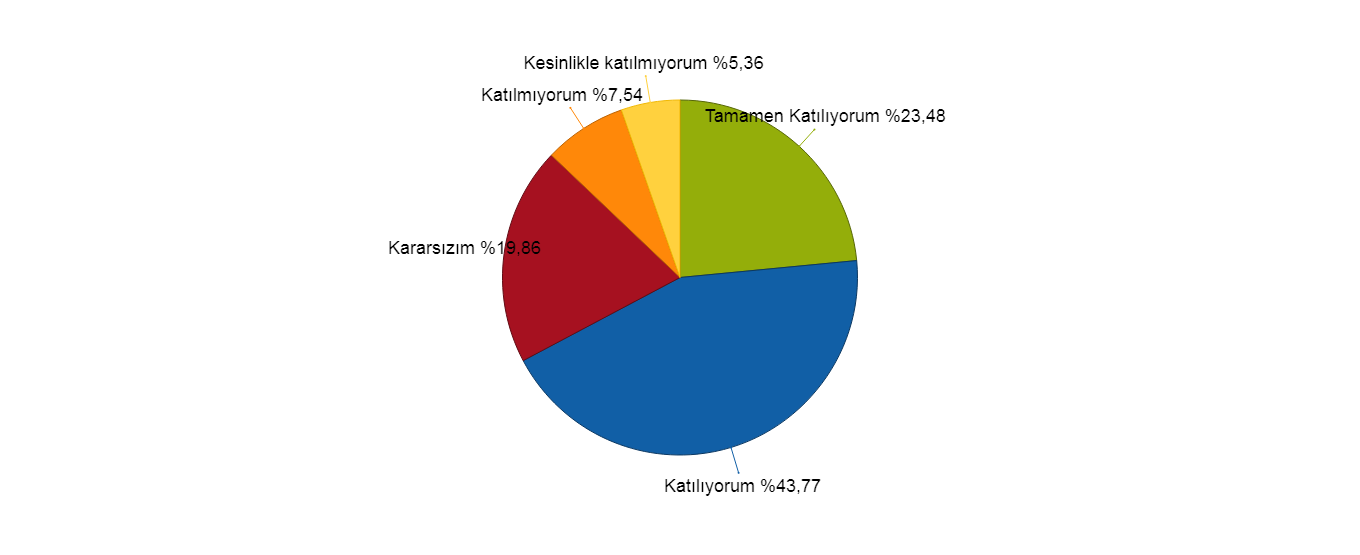 Kesinlikle katılmıyorum %5,36
Katılmıyorum %7,54
Tamamen Katılıyorum %23,48
Kararsızım %19,86
Katılıyorum %43,77